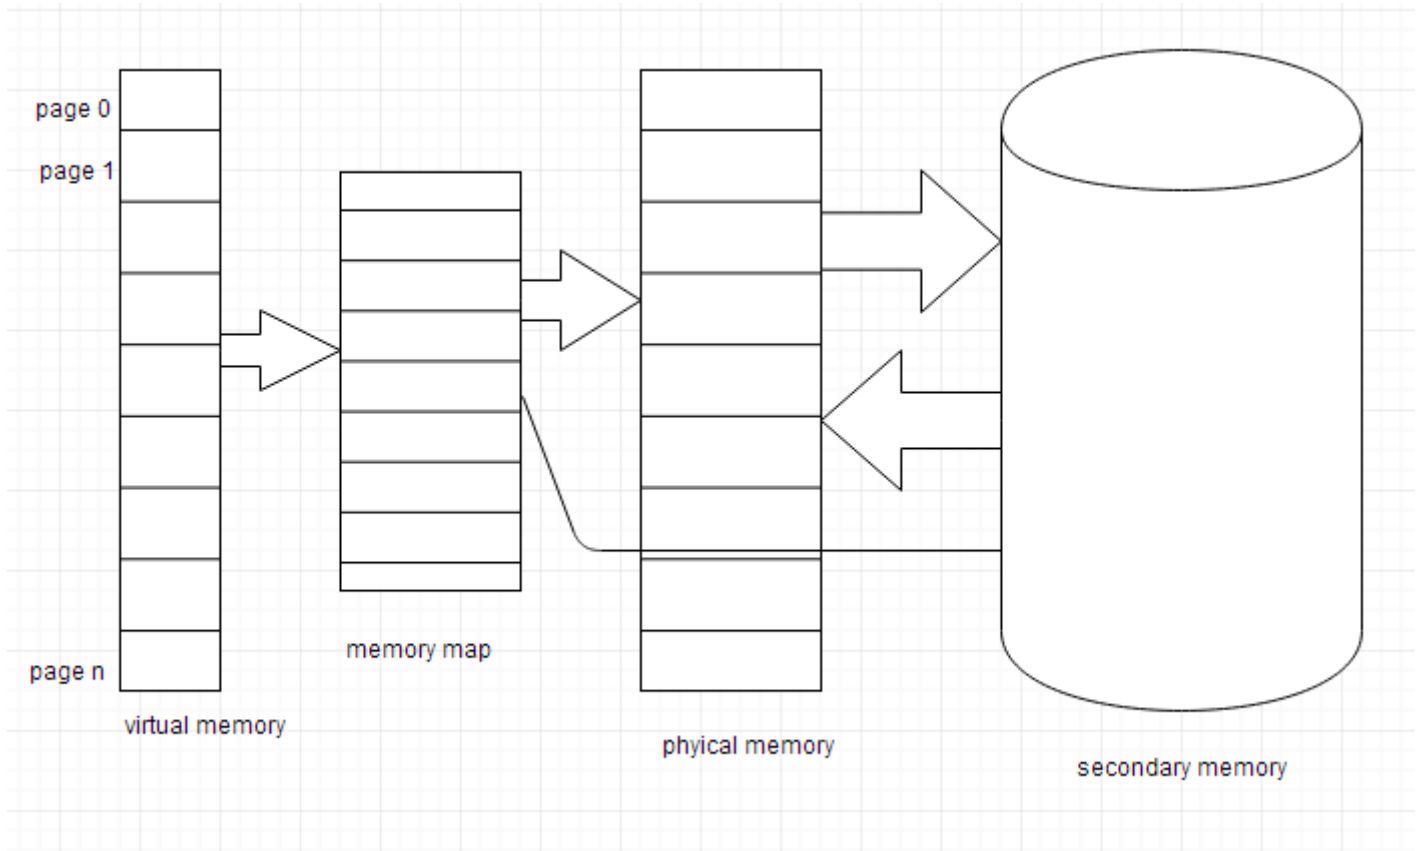 page 0
page 1
page n
virtual memory
memory map
phyical memory
secondary memory